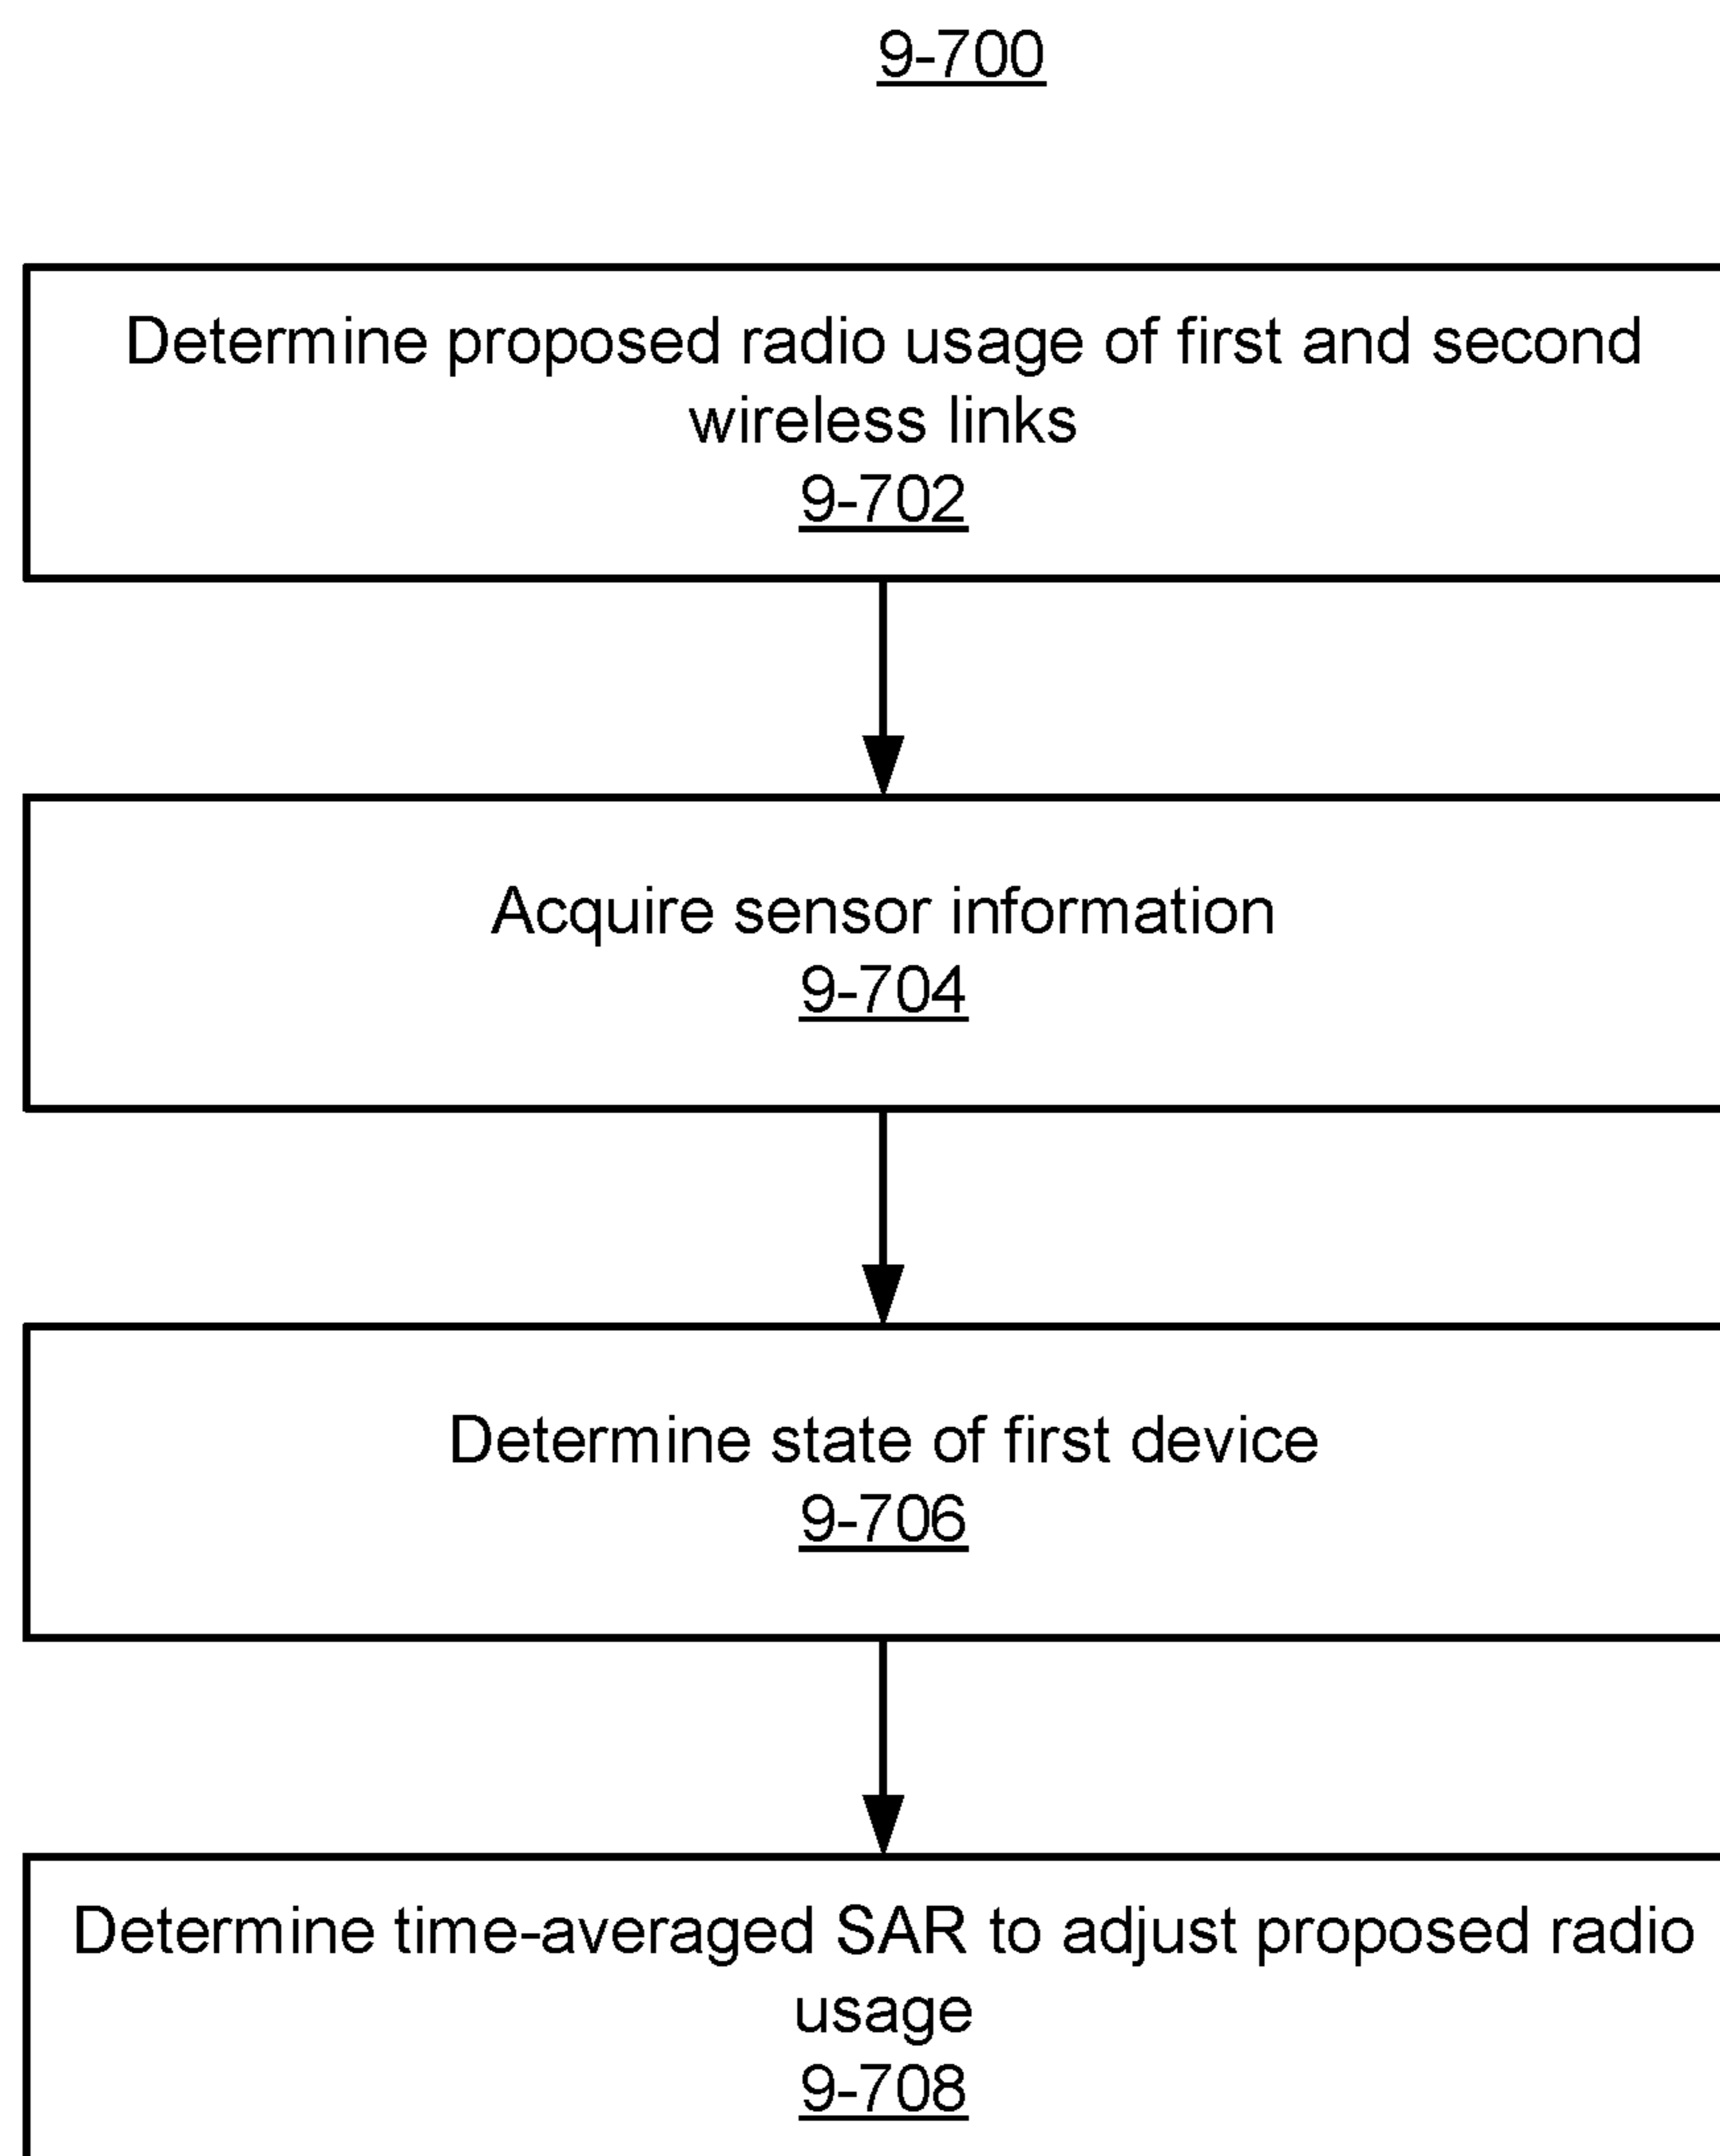 9-700
Determine proposed radio usage of first and second
wireless links
9-702
Acquire sensor information
9-704
Determine state of first device
9-706
Determine time-averaged SAR to adjust proposed radio
usage
9-708